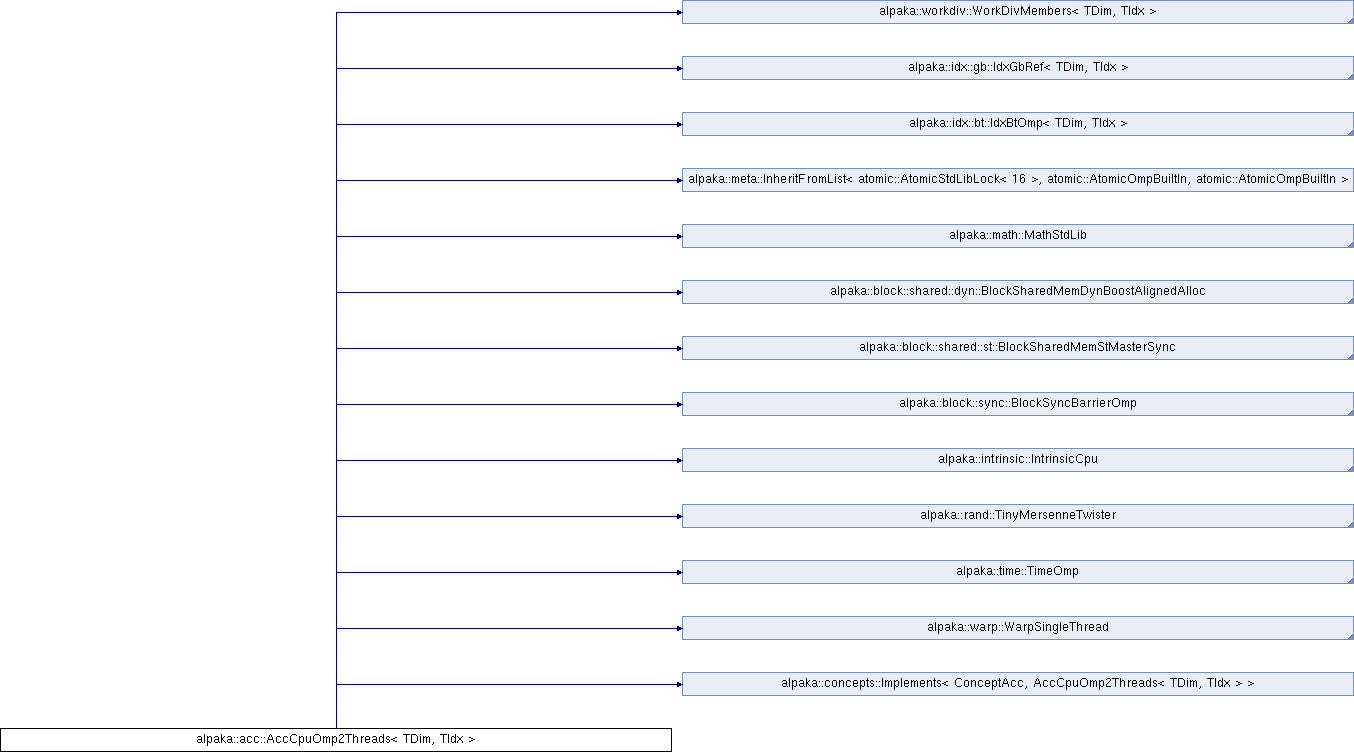 alpaka::workdiv::WorkDivMembers< TDim, TIdx >
alpaka::idx::gb::IdxGbRef< TDim, TIdx >
alpaka::idx::bt::IdxBtOmp< TDim, TIdx >
alpaka::meta::InheritFromList< atomic::AtomicStdLibLock< 16 >, atomic::AtomicOmpBuiltIn, atomic::AtomicOmpBuiltIn >
alpaka::math::MathStdLib
alpaka::block::shared::dyn::BlockSharedMemDynBoostAlignedAlloc
alpaka::block::shared::st::BlockSharedMemStMasterSync
alpaka::block::sync::BlockSyncBarrierOmp
alpaka::intrinsic::IntrinsicCpu
alpaka::rand::TinyMersenneTwister
alpaka::time::TimeOmp
alpaka::warp::WarpSingleThread
alpaka::concepts::Implements< ConceptAcc, AccCpuOmp2Threads< TDim, TIdx > >
alpaka::acc::AccCpuOmp2Threads< TDim, TIdx >